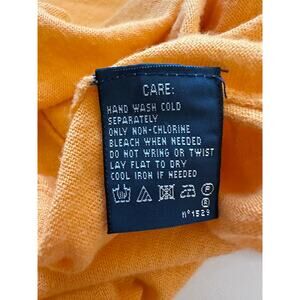 CARE:
HAND WASH COLD
SEPARATELY
ONLY NON-CHLORINE
BLEACH WHEN NEEDED
DO NOT WRING OR TWIST
LAY FLAT TO DRY
COOL IRON IF NEEDED
N°1529